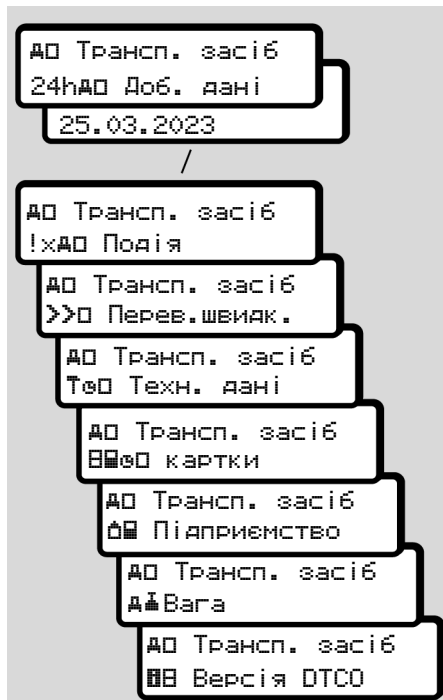 Трансп. засіб
24h Доб. дані
25.03.2023
/
Трансп. засіб
!x Подія
Трансп. засіб
>> Перев.швидк.
Трансп. засіб
Техн. дані
Трансп. засіб
картки
Трансп. засіб
Підприємство
Трансп. засіб
Вага
Трансп. засіб
Версія DTCO